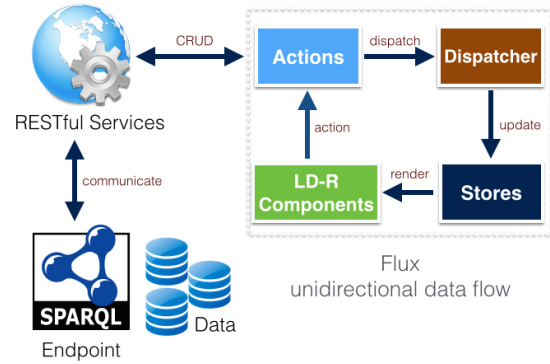 CRUD
Actions
dispatch
Dispatcher
RESTful Services
action
update
communicate
LD-R
Components
render
Stores
SPARQL
Endpoint
Data
Flux
unidirectional data flow